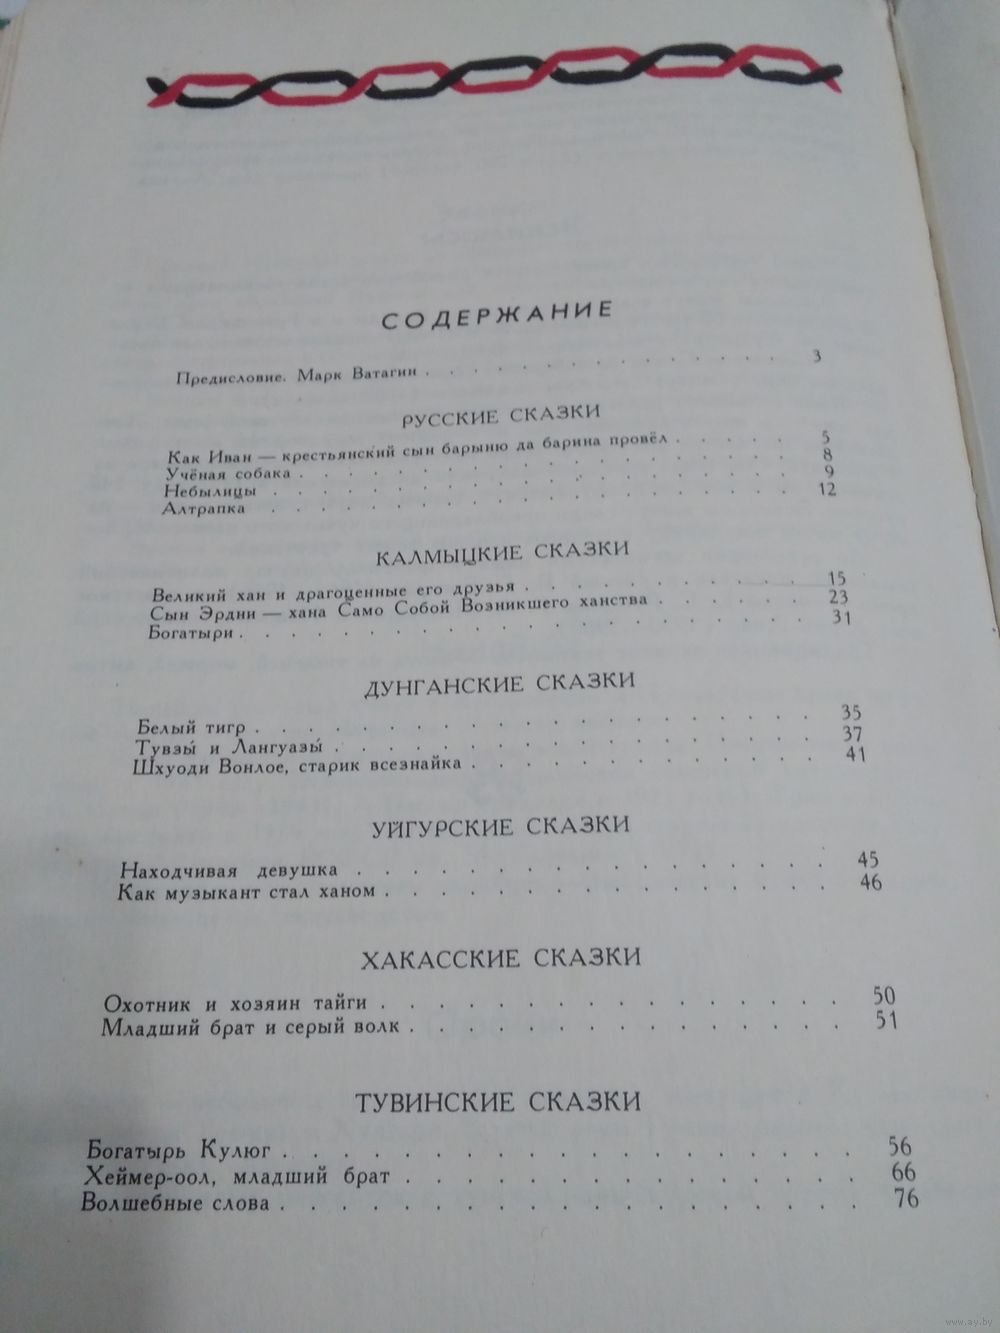 СОДЕРЖАНИЕ
Предисловие. Марк Ватагин . . . . . . . . . . . . . . 3
РУССКИЕ СКАЗКИ
Как Иван — крестьянский сын барыню да барина провёл . . . . . 5
Учёная собака . . . . . . . . . . . . . . . . . . . 8
Небылицы . . . . . . . . . . . . . . . . . . . . 9
Алтрапка . . . . . . . . . . . . . . . . . . . . 12
КАЛМЫЦКИЕ СКАЗКИ
Великий хан и драгоценные его друзья . . . . . . . . . . . 15
Сын Эрдни — хана Само Собой Возникшего ханства . . . . . . 23
Богатыри . . . . . . . . . . . . . . . . . . . . 31
ДУНГАНСКИЕ СКАЗКИ
Белый тигр . . . . . . . . . . . . . . . . . . . 35
Тувзы́ и Лангуазы́ . . . . . . . . . . . . . . . . 37
Шхуоди Вонлое, старик всезнайка . . . . . . . . . . . . 41
УЙГУРСКИЕ СКАЗКИ
Находчивая девушка . . . . . . . . . . . . . . . 45
Как музыкант стал ханом . . . . . . . . . . . . . . 46
ХАКАССКИЕ СКАЗКИ
Охотник и хозяин тайги . . . . . . . . . . . . . . 50
Младший брат и серый волк . . . . . . . . . . . . . 51
ТУВИНСКИЕ СКАЗКИ
Богатырь Кулюг . . . . . . . . . . . . . . . . . 56
Хеймер-оол, младший брат . . . . . . . . . . . . . 66
Волшебные слова . . . . . . . . . . . . . . . . . 76
www.ay.by